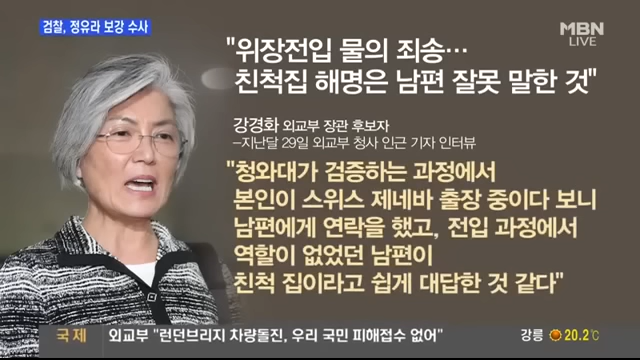 검찰, 정유라 보강 수사
MBN
LIVE
"위장전입 물의 죄송…
친척집 해명은 남편 잘못 말한 것"
강경화 외교부 장관 후보자
-지난달 29일 외교부 청사 인근 기자 인터뷰
"청와대가 검증하는 과정에서
본인이 스위스 제네바 출장 중이다 보니
남편에게 연락을 했고, 전입 과정에서
역할이 없었던 남편이
친척 집이라고 쉽게 대답한 것 같다"
국제 외교부 "런던브리지 차량돌진, 우리 국민 피해접수 없어"
강릉 20.2℃